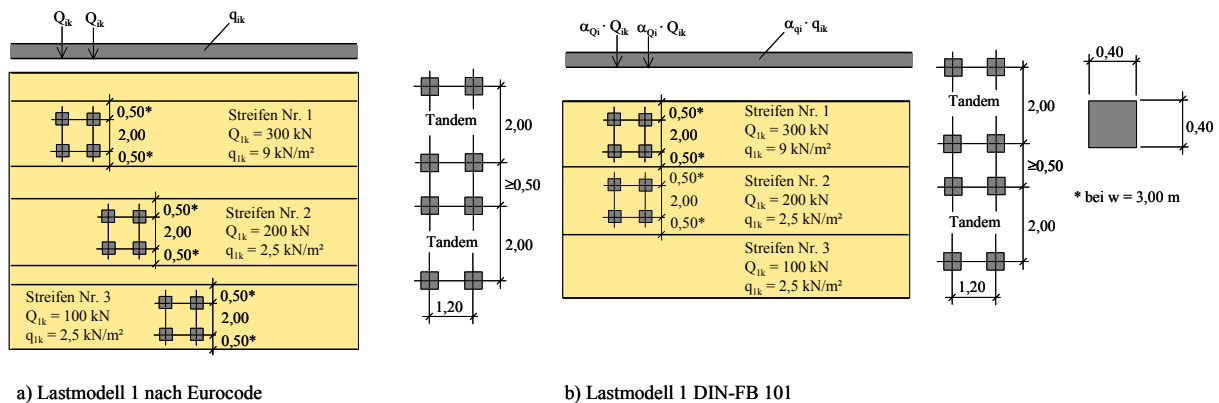 Q_ik Q_ik q_ik
0,50*
2,00
0,50*
Streifen Nr. 1
Q_1k = 300 kN
q_1k = 9 kN/m²
0,50*
2,00
0,50*
Streifen Nr. 2
Q_1k = 200 kN
q_1k = 2,5 kN/m²
Streifen Nr. 3
Q_1k = 100 kN
q_1k = 2,5 kN/m²
0,50*
2,00
0,50*
Tandem
2,00
≥0,50
Tandem
2,00
1,20
a) Lastmodell 1 nach Eurocode
α_Qi · Q_ik α_Qi · Q_ik α_qi · q_ik
0,50*
2,00
0,50*
Streifen Nr. 1
Q_1k = 300 kN
q_1k = 9 kN/m²
0,50*
2,00
0,50*
Streifen Nr. 2
Q_1k = 200 kN
q_1k = 2,5 kN/m²
Streifen Nr. 3
Q_1k = 100 kN
q_1k = 2,5 kN/m²
Tandem
2,00
≥0,50
Tandem
2,00
1,20
0,40
0,40
* bei w = 3,00 m
b) Lastmodell 1 DIN-FB 101